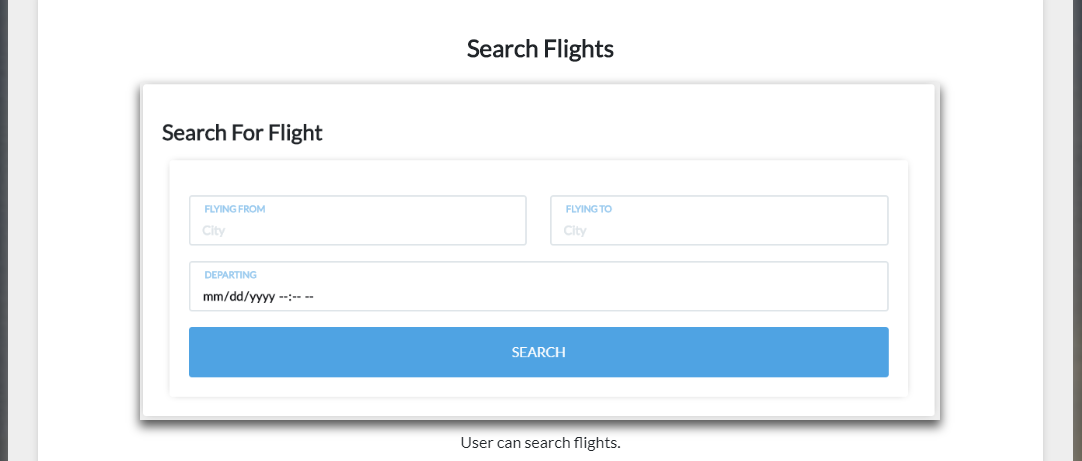 Search Flights
Search For Flight
FLYING FROM
City
FLYING TO
City
DEPARTING
mm/dd/yyyy --:-- --
SEARCH
User can search flights.